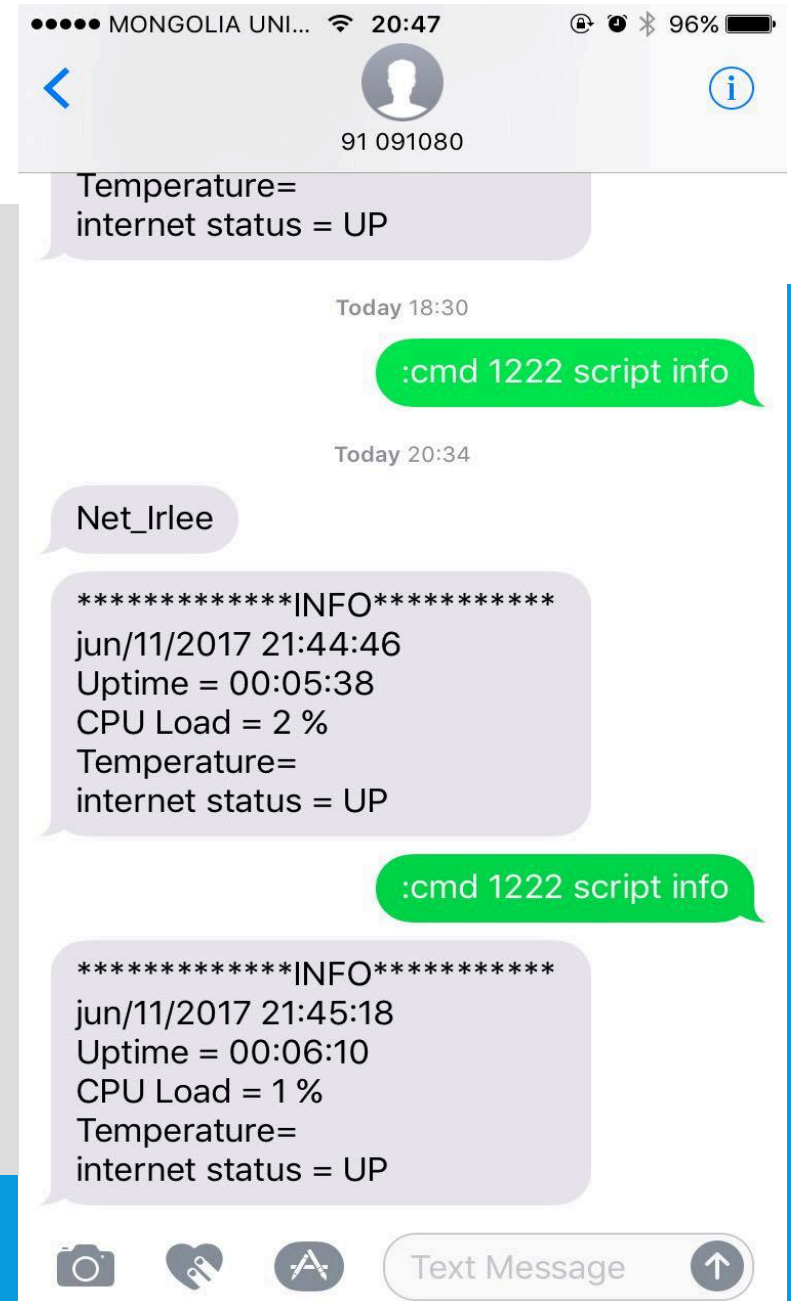 MONGOLIA UNI... 20:47 96%
91 091080
Temperature=
internet status = UP
Today 18:30
:cmd 1222 script info
Today 20:34
Net_Irlee
*************INFO***********
jun/11/2017 21:44:46
Uptime = 00:05:38
CPU Load = 2 %
Temperature=
internet status = UP
:cmd 1222 script info
*************INFO***********
jun/11/2017 21:45:18
Uptime = 00:06:10
CPU Load = 1 %
Temperature=
internet status = UP
Text Message